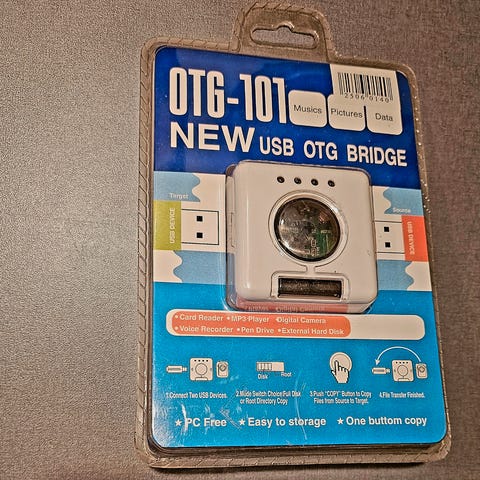 OTG-101
Musics
Pictures
Data
NEW USB OTG BRIDGE
Target
Source
USB DEVICE
USB DEVICE
• Card Reader • MP3 Player •Digital Camera
• Voice Recorder • Pen Drive • External Hard Disk
Disk
Root
1.Connect Two USB Devices.
2.Mode Switch Choice:Full Disk
or Root Directory Copy
3.Push "COPY" Button to Copy
Files from Source to Target.
4.File Transfer Finished.
★ PC Free ★ Easy to storage ★ One buttom copy